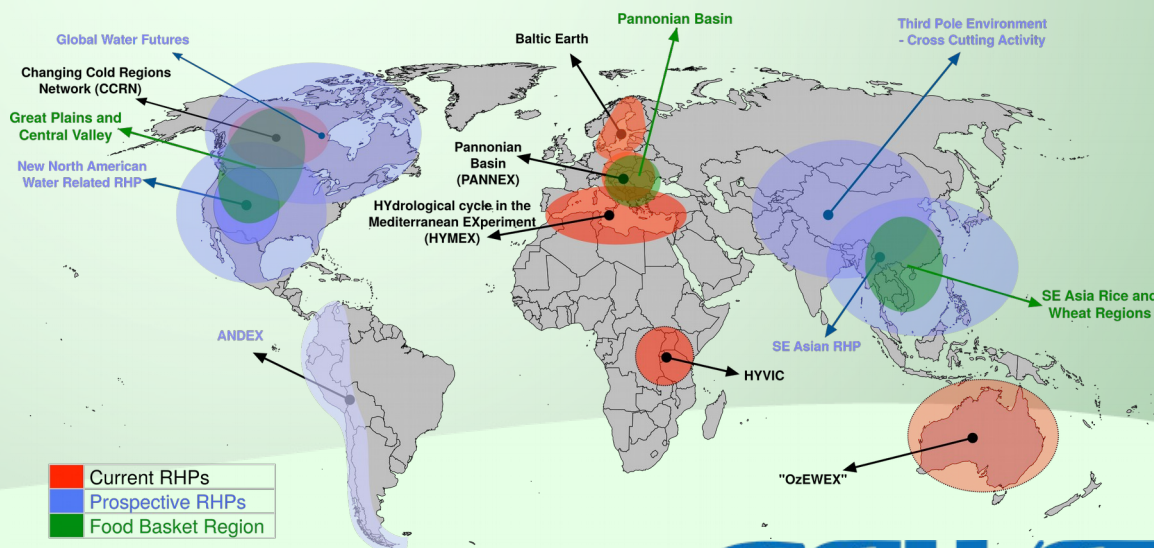 Pannonian Basin
Third Pole Environment
- Cross Cutting Activity
Global Water Futures
Baltic Earth
Changing Cold Regions
Network (CCRN)
Great Plains and
Central Valley
New North American
Water Related RHP
Pannonian
Basin
(PANNEX)
HYdrological cycle in the
Mediterranean EXperiment
(HYMEX)
SE Asia Rice and
Wheat Regions
SE Asian RHP
ANDEX
HYVIC
"OzEWEX"
Current RHPs
Prospective RHPs
Food Basket Region